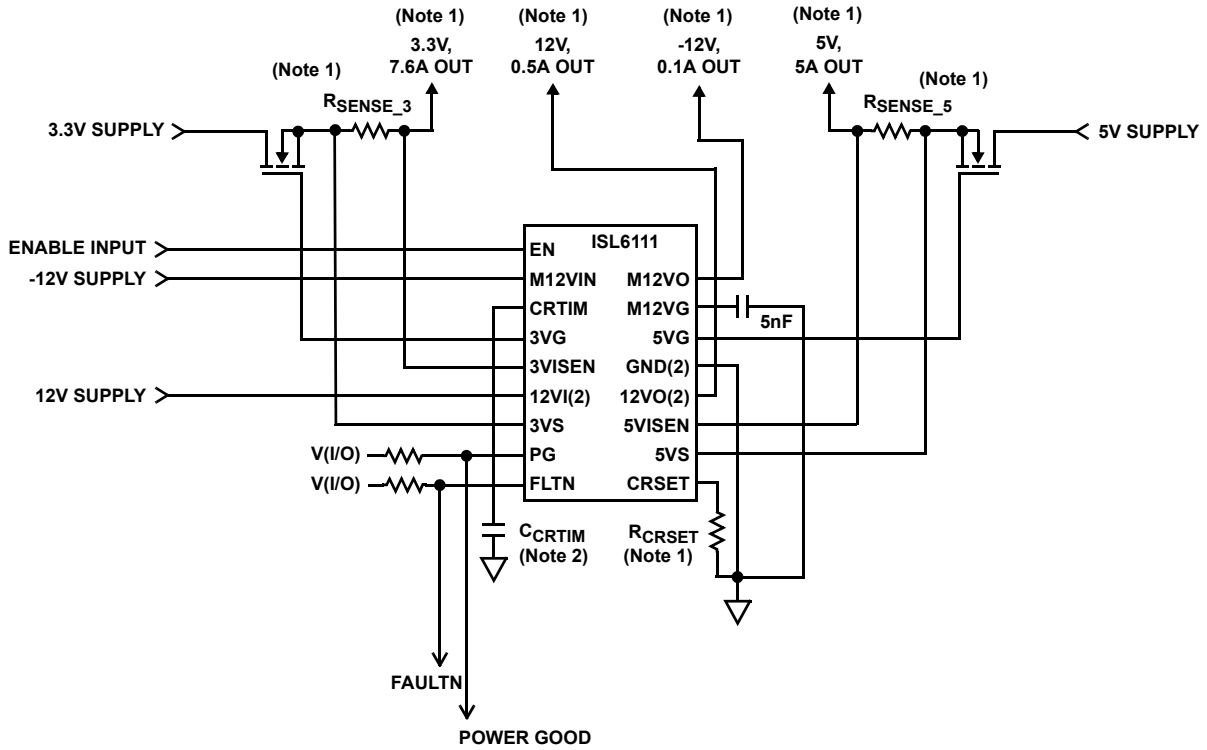 (Note 1)
3.3V,
7.6A OUT
(Note 1)
12V,
0.5A OUT
(Note 1)
-12V,
0.1A OUT
(Note 1)
5V,
5A OUT
(Note 1)
RSENSE_3
(Note 1)
RSENSE_5
3.3V SUPPLY
5V SUPPLY
ENABLE INPUT
-12V SUPPLY
12V SUPPLY
V(I/O)
V(I/O)
ISL6111
EN
M12VIN
CRTIM
3VG
3VISEN
12VI(2)
3VS
PG
FLTN
M12VO
M12VG
5VG
GND(2)
12VO(2)
5VISEN
5VS
CRSET
5nF
CCRTIM
(Note 2)
RCRSET
(Note 1)
FAULTN
POWER GOOD